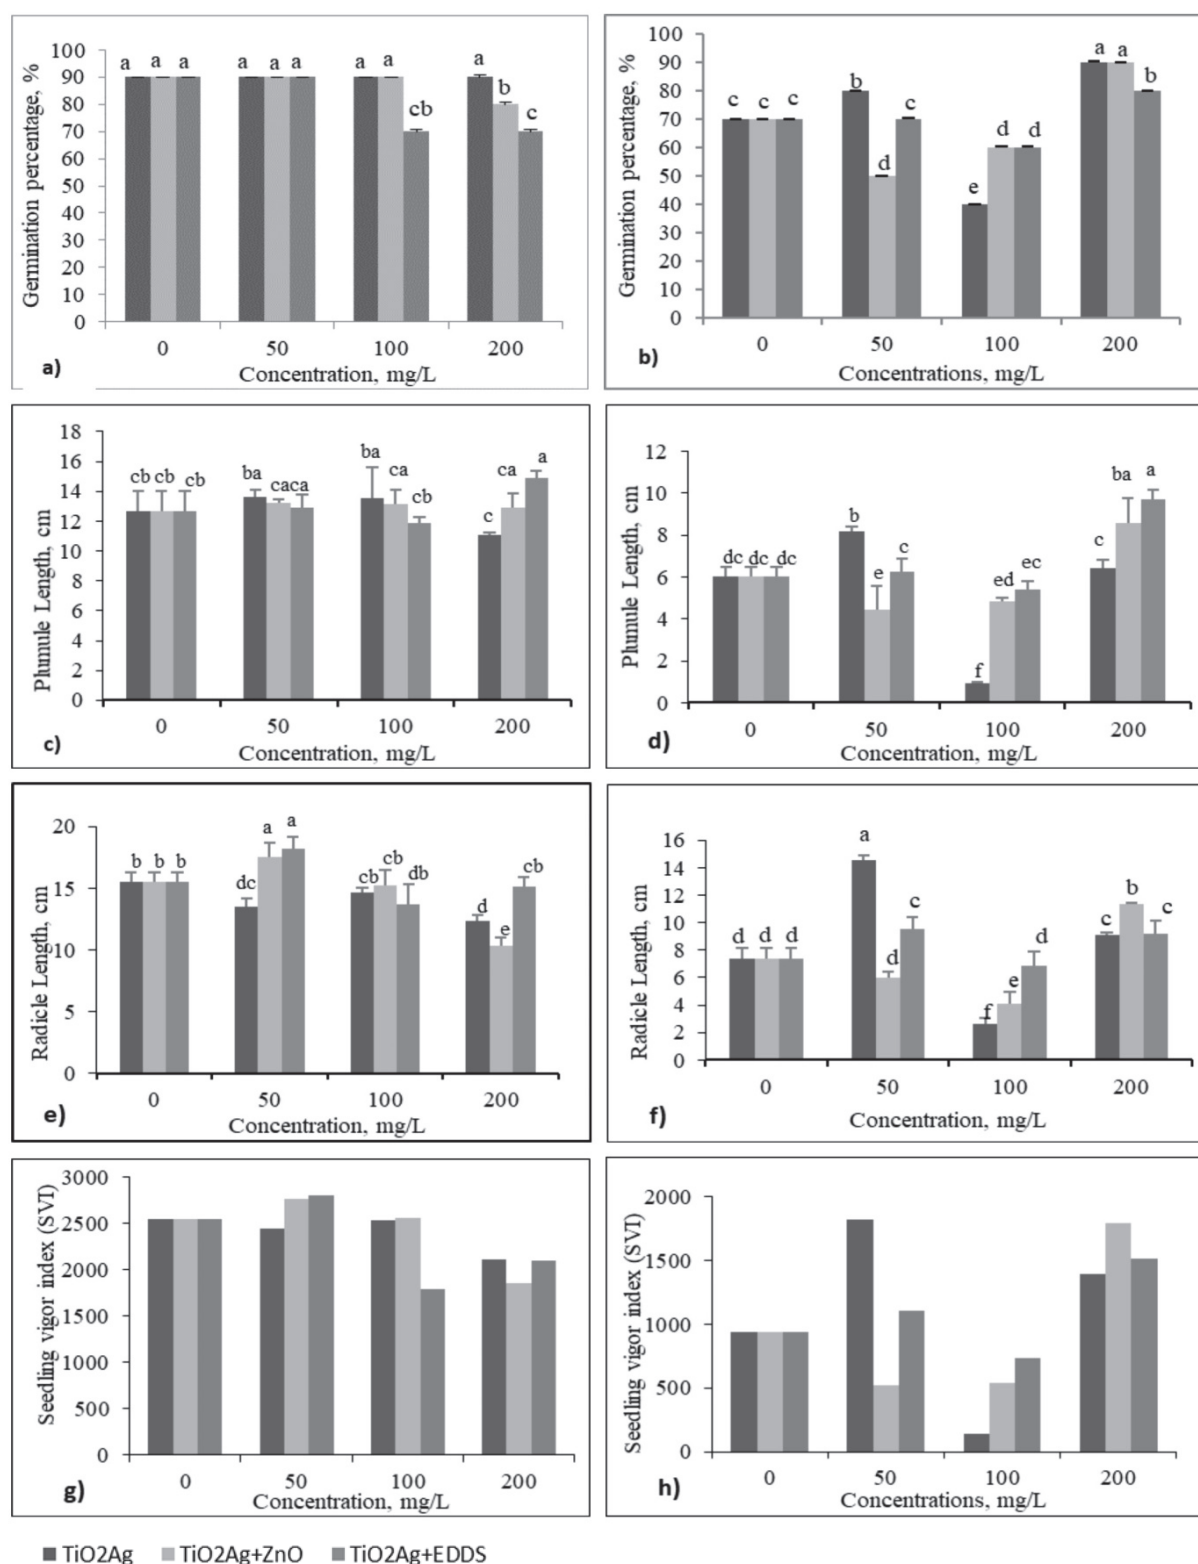 Germination percentage, %
100
90
80
70
60
50
40
30
20
10
0
a a a a a a a a cb a b c
0 50 100 200
Concentration, mg/L
a)
Germination percentage, %
100
90
80
70
60
50
40
30
20
10
0
c c c b d c e d d a a b
0 50 100 200
Concentrations, mg/L
b)
Plumule Length, cm
18
16
14
12
10
8
6
4
2
0
cb cb cb ba caca ba ca cb c ca a
0 50 100 200
Concentration, mg/L
c)
Plumule Length, cm
12
10
8
6
4
2
0
dc dc dc b e c f ed ec c ba a
0 50 100 200
Concentration, mg/L
d)
Radicle Length, cm
20
15
10
5
0
b b b dc a a cb cb db d e cb
0 50 100 200
Concentration, mg/L
e)
Radicle Length, cm
16
14
12
10
8
6
4
2
0
d d d a d c f e d c b c
0 50 100 200
Concentration, mg/L
f)
Seedling vigor index (SVI)
3000
2500
2000
1500
1000
500
0
0 50 100 200
Concentration, mg/L
g)
Seedling vigor index (SVI)
2000
1500
1000
500
0
0 50 100 200
Concentrations, mg/L
h)
TiO2Ag TiO2Ag+ZnO TiO2Ag+EDDS